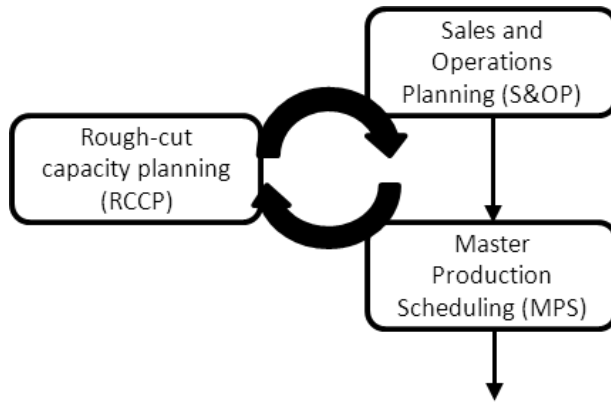 Sales and
Operations
Planning (S&OP)
Rough-cut
capacity planning
(RCCP)
Master
Production
Scheduling (MPS)